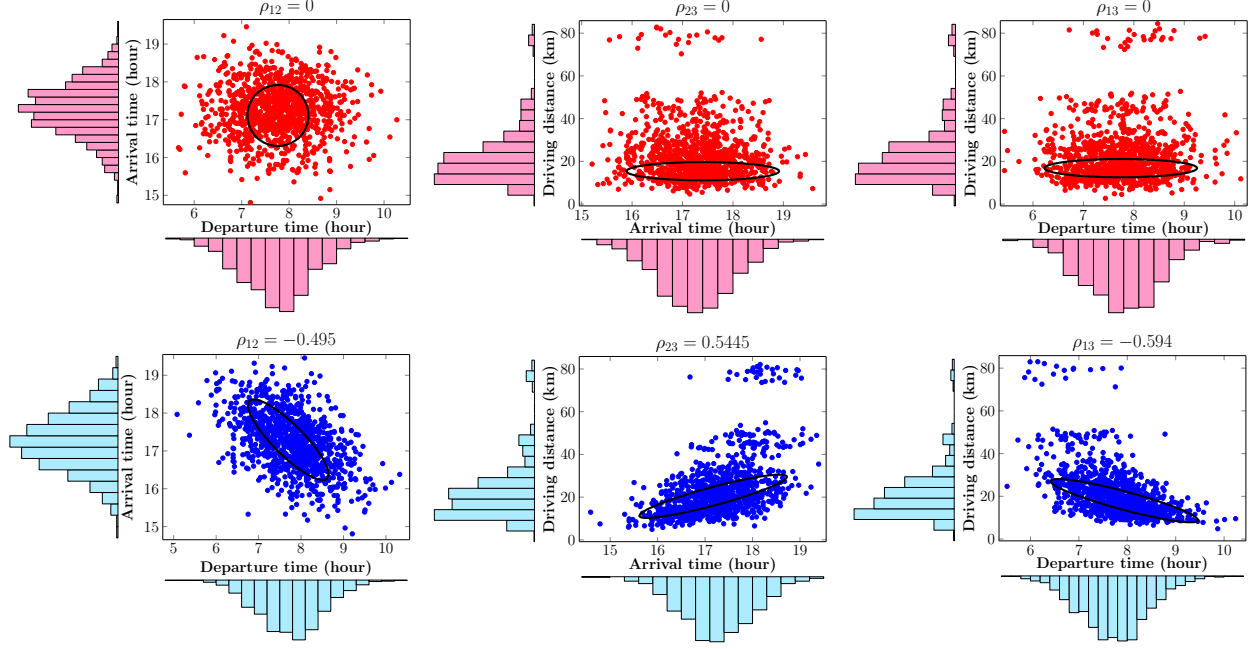 ρ₁₂ = 0
19
18
17
16
15
Arrival time (hour)
6 7 8 9 10
Departure time (hour)
ρ₂₃ = 0
80
60
40
20
0
Driving distance (km)
15 16 17 18 19
Arrival time (hour)
ρ₁₃ = 0
80
60
40
20
0
Driving distance (km)
6 7 8 9 10
Departure time (hour)
ρ₁₂ = −0.495
19
18
17
16
15
Arrival time (hour)
5 6 7 8 9 10
Departure time (hour)
ρ₂₃ = 0.5445
80
60
40
20
0
Driving distance (km)
15 16 17 18 19
Arrival time (hour)
ρ₁₃ = −0.594
80
60
40
20
0
Driving distance (km)
6 7 8 9 10
Departure time (hour)